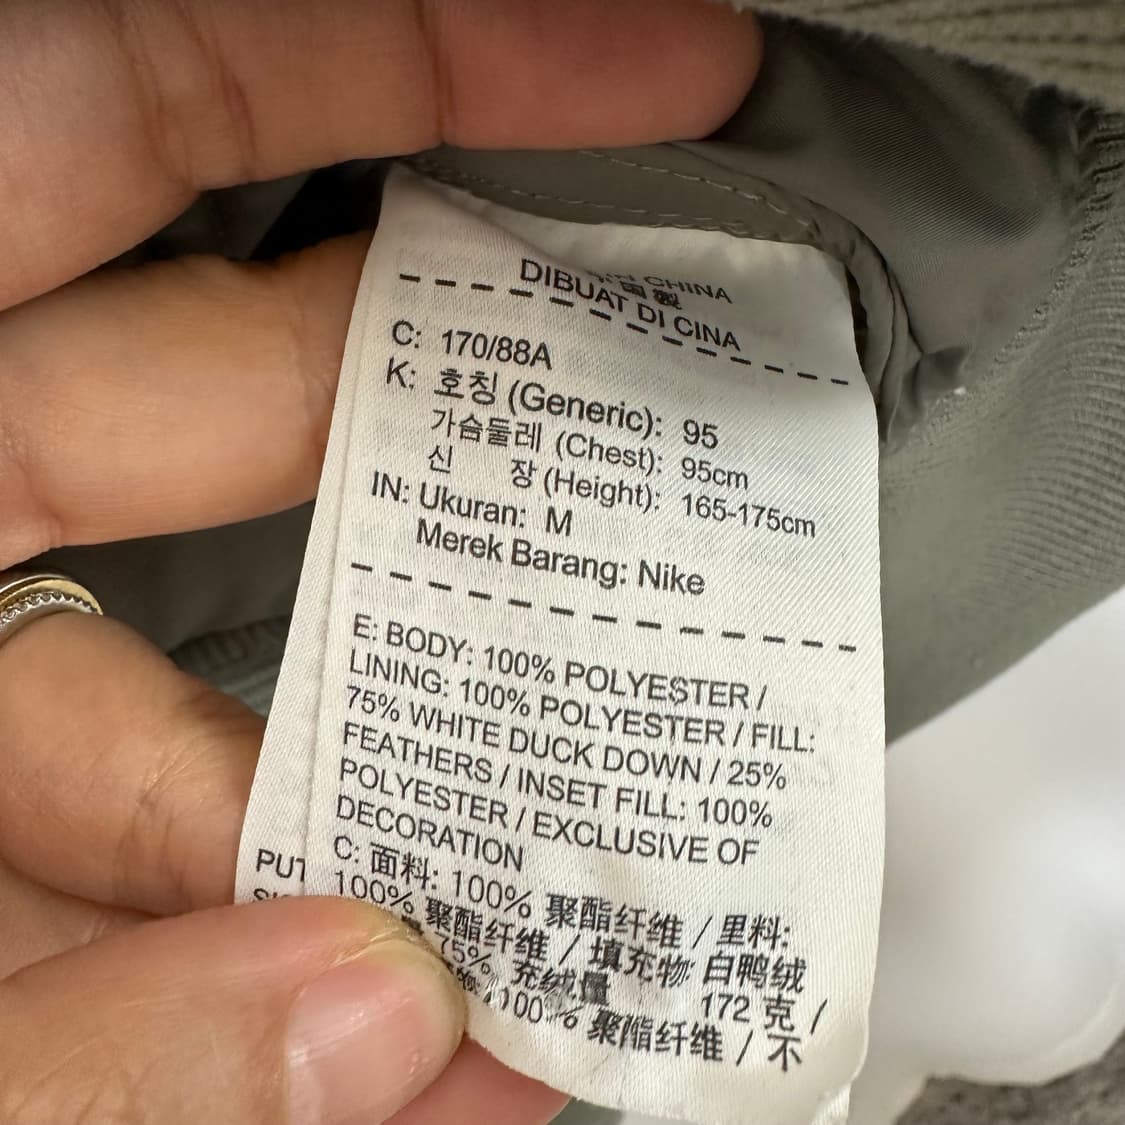 IN CHINA
國製
DIBUAT DI CINA
C: 170/88A
K: 호칭 (Generic): 95
가슴둘레 (Chest): 95cm
신 장 (Height): 165-175cm
IN: Ukuran: M
Merek Barang: Nike
E: BODY: 100% POLYESTER /
LINING: 100% POLYESTER / FILL:
75% WHITE DUCK DOWN / 25%
FEATHERS / INSET FILL: 100%
POLYESTER / EXCLUSIVE OF
DECORATION
C: 面料: 100% 聚酯纤维 / 里料:
100% 聚酯纤维 / 填充物 白鸭绒
75% 充绒量 172 克 /
100% 聚酯纤维 / 不
PUT